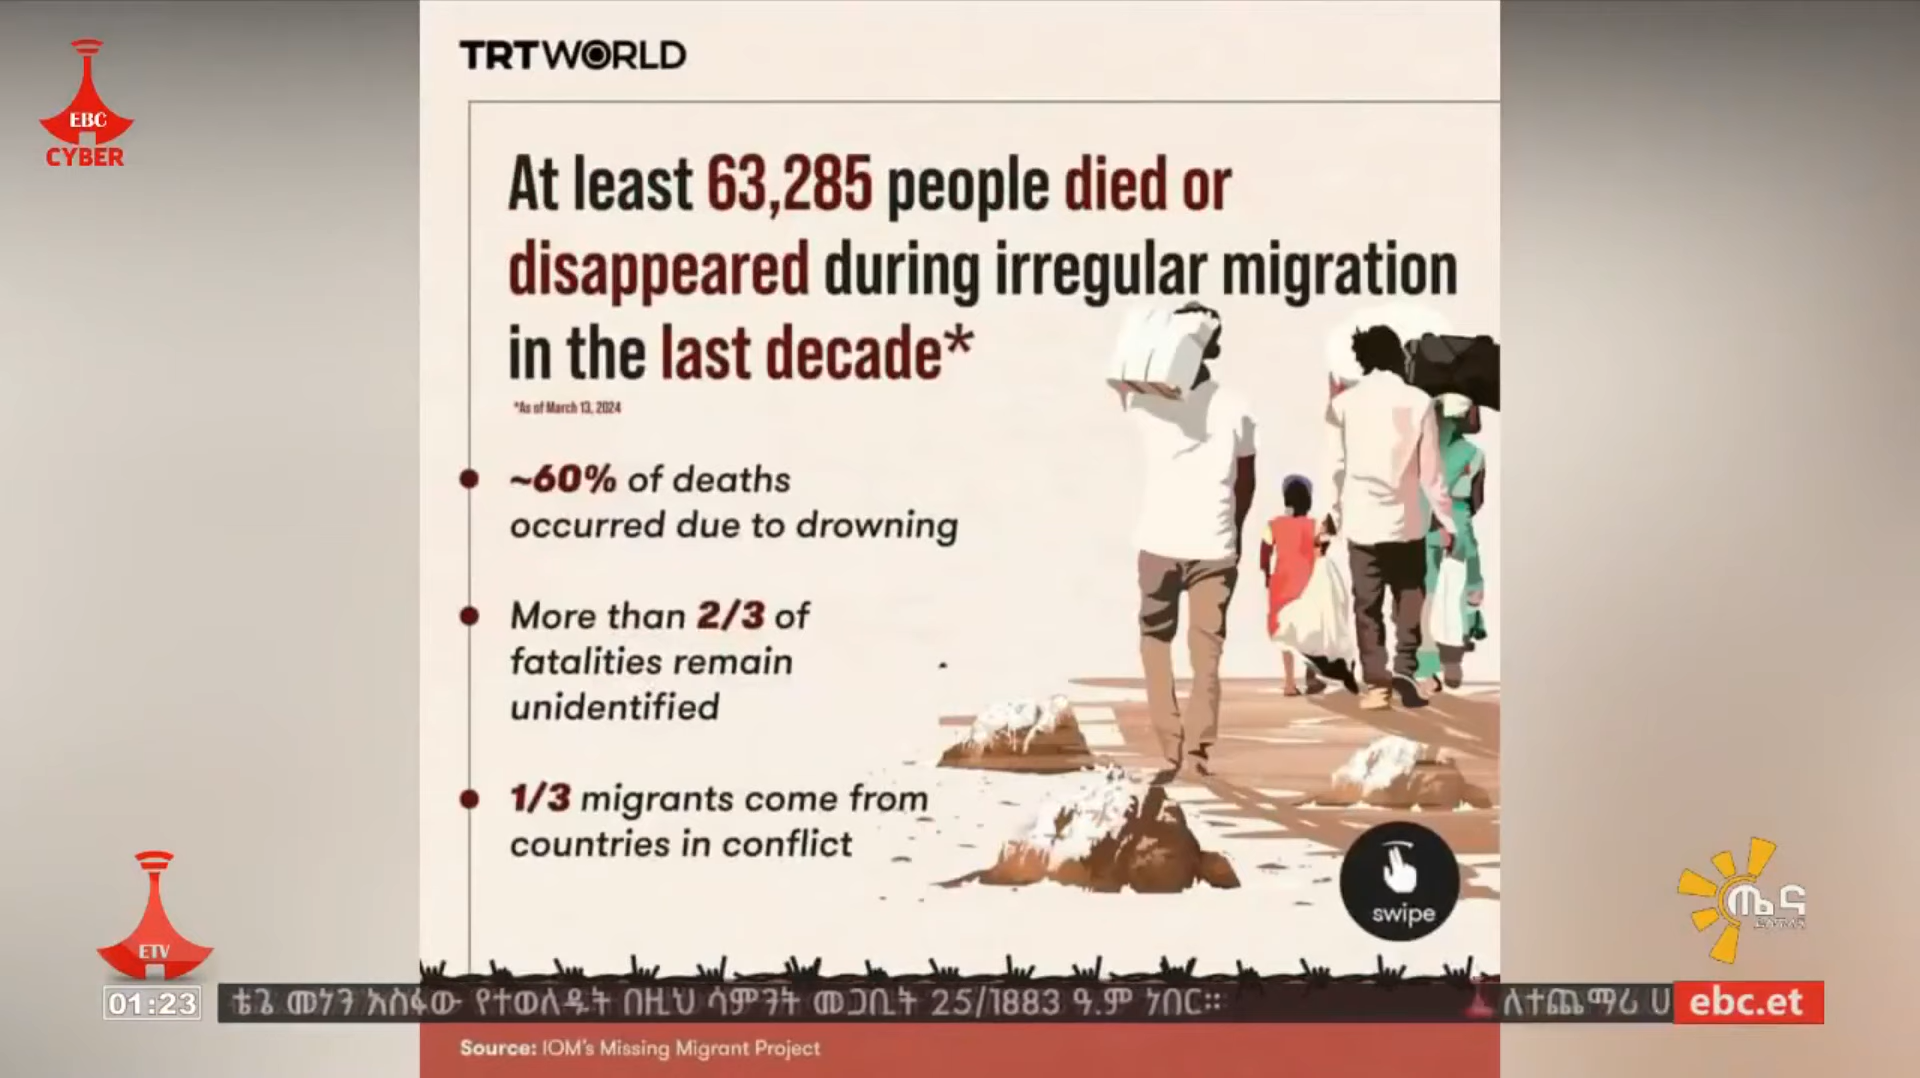 EBC
CYBER
TRTWORLD
At least 63,285 people died or
disappeared during irregular migration
in the last decade*
*As of March 13, 2024
~60% of deaths
occurred due to drowning
More than 2/3 of
fatalities remain
unidentified
1/3 migrants come from
countries in conflict
swipe
ETV
ጤና
01:23
ቴጌ መነን አስፋው የተወለዱት በዚህ ሳምንት መጋቢት 25/1883 ዓ.ም ነበር።
ለተጨማሪ ሀ
ebc.et
Source: IOM's Missing Migrant Project